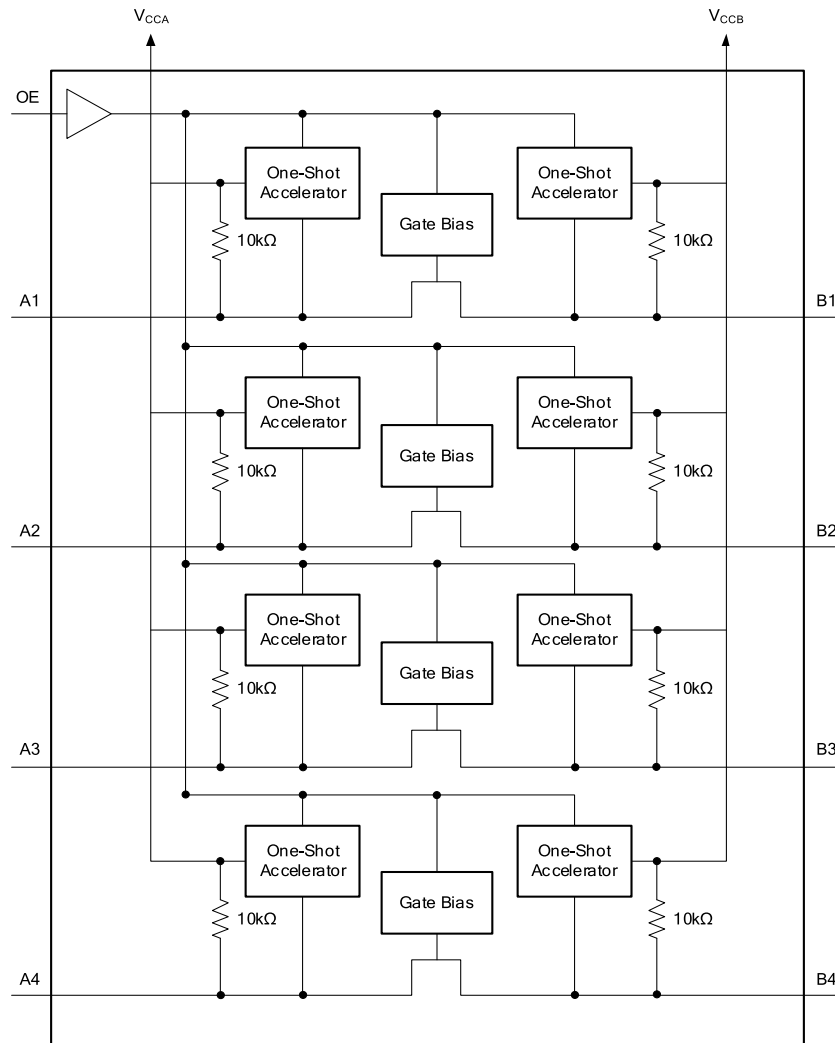 VCCA
VCCB
OE
One-Shot
Accelerator
One-Shot
Accelerator
Gate Bias
10kΩ
10kΩ
A1
B1
One-Shot
Accelerator
One-Shot
Accelerator
Gate Bias
10kΩ
10kΩ
A2
B2
One-Shot
Accelerator
One-Shot
Accelerator
Gate Bias
10kΩ
10kΩ
A3
B3
One-Shot
Accelerator
One-Shot
Accelerator
Gate Bias
10kΩ
10kΩ
A4
B4